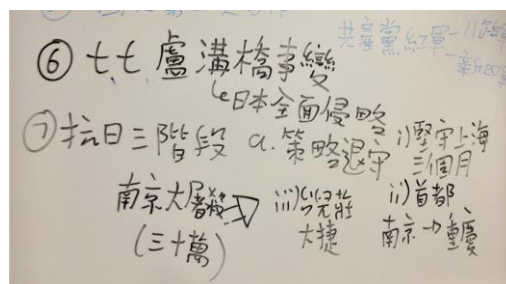 共產黨紅軍一八路軍
一新四軍
⑥ 七七盧溝橋事變
↳日本全面侵略
⑦ 抗日三階段 a. 策略退守 i) 堅守上海
三個月
南京大屠殺 iii) 台兒莊 ii) 首都
(三十萬) 大捷 南京→重慶